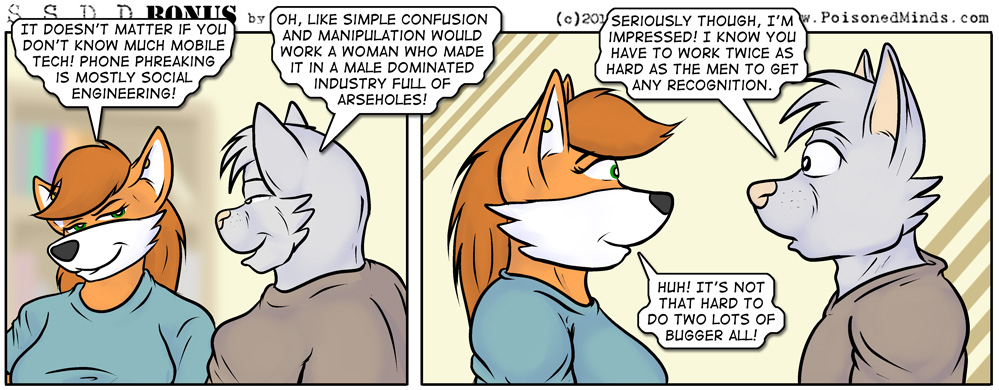 S S D D BONUS by
(c)201
w.PoisonedMinds.com
IT DOESN'T MATTER IF YOU
DON'T KNOW MUCH MOBILE
TECH! PHONE PHREAKING
IS MOSTLY SOCIAL
ENGINEERING!
OH, LIKE SIMPLE CONFUSION
AND MANIPULATION WOULD
WORK A WOMAN WHO MADE
IT IN A MALE DOMINATED
INDUSTRY FULL OF
ARSEHOLES!
SERIOUSLY THOUGH, I'M
IMPRESSED! I KNOW YOU
HAVE TO WORK TWICE AS
HARD AS THE MEN TO GET
ANY RECOGNITION.
HUH! IT'S NOT
THAT HARD TO
DO TWO LOTS OF
BUGGER ALL!